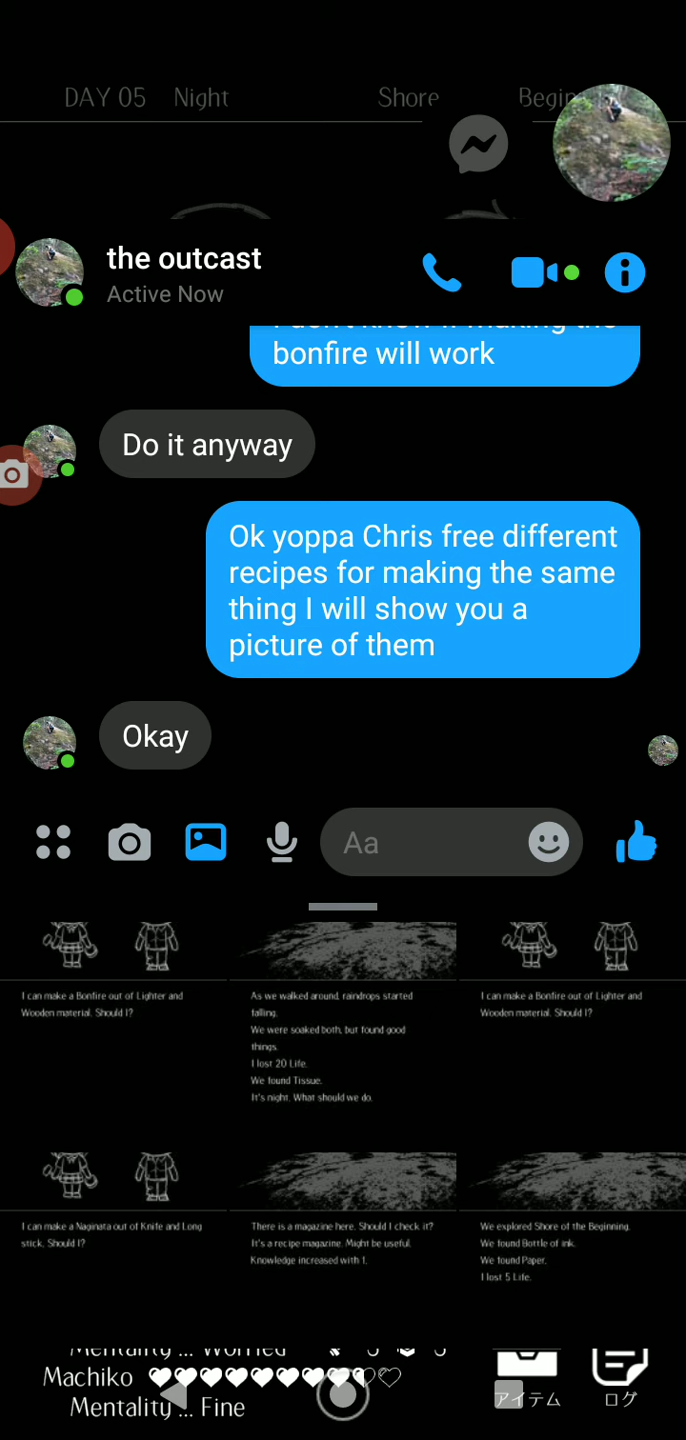 DAY 05 Night Shore
the outcast
Active Now
bonfire will work
Do it anyway
Ok yoppa Chris free different
recipes for making the same
thing I will show you a
picture of them
Okay
Aa
I can make a Bonfire out of Lighter and
Wooden material. Should I?
As we walked around, raindrops started
falling.
We were soaked both, but found good
things.
I lost 20 Life.
We found Tissue.
It's night. What should we do.
I can make a Bonfire out of Lighter and
Wooden material. Should I?
I can make a Naginata out of Knife and Long
stick. Should I?
There is a magazine here. Should I check it?
It's a recipe magazine. Might be useful.
Knowledge increased with 1.
We explored Shore of the Beginning.
We found Bottle of ink.
We found Paper.
I lost 5 Life.
Mentality ... Worried
Machiko
Mentality ... Fine
アイテム
ログ